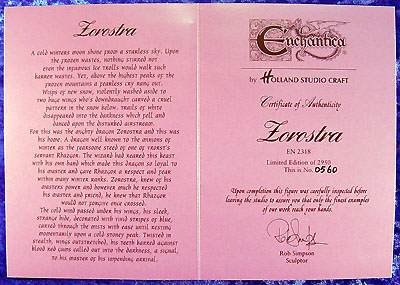 Zorostra
A cold winters moon shone from a starless sky. Upon
the frozen wastes, nothing stirred not
even the nigatous Ice trolls would walk such
barren wastes. Yet, above the highest peaks of the
frozen mountains a fearless cry rang out.
Wisps of new snow, violently washed aside to
two huge wings who's downdraught carved a cruel
pattern in the snow below. Trails of white
disappeared into the darkness which fell and
danced upon the disturbed airstream.
For this was the mighty dragon Zorostra and this was
his home. A dragon well known to the minions of
winter as the fearsome steed of one of Trazor's
servant Rhazgor. The wizard had reared this beast
with his own hand which made this dragon so loyal to
his master and gave Rhazgor a respect and fear
within many winter ranks. Zorostra, knew of his
masters power and however much he respected
his master and friend, he knew that Rhazgor
would not forgive once crossed.
The cold wind passed under his wings, his sleek,
strange body, decorated with vivid stripes of blue,
carried through the mists with ease until resting
momentarily upon a cold stoney peak. Twisted in
stealth, wings outstretched, his teeth barred against
blood red gums called out into the darkness, a signal,
to his master of his impending arrival.
Enchantica
by HOLLAND STUDIO CRAFT
Certificate of Authenticity
Zorostra
EN 2318
Limited Edition of 2950
This is No. 0560
Upon completion this figure was carefully inspected before
leaving the studio to assure you that only the finest examples
of our work reach your hands.
Rob Simpson
Sculptor